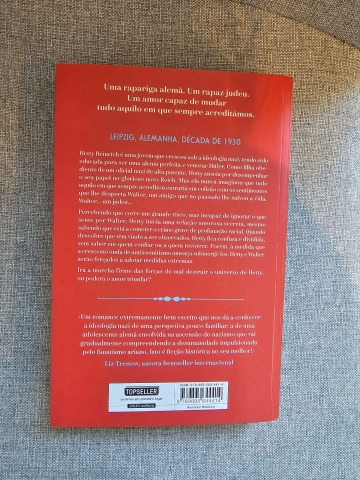 Uma rapariga alemã. Um rapaz judeu.
Um amor capaz de mudar
tudo aquilo em que sempre acreditámos.
LEIPZIG, ALEMANHA, DÉCADA DE 1930
Hetty Heinrich é uma jovem que cresceu sob a ideologia nazi, tendo sido
educada para ser uma alemã perfeita e venerar Hitler. Como filha obe-
diente de um oficial nazi de alta patente, Hetty anseia por desempenhar
o seu papel no glorioso novo Reich. Mas ela nunca imaginou que tudo
aquilo em que sempre acreditou entraria em colisão com os sentimentos
que lhe desperta Walter, um amigo que no passado lhe salvou a vida.
Walter... um judeu...
Percebendo que corre um grande risco, mas incapaz de ignorar o que
sente por Walter, Hetty inicia uma relação amorosa secreta, mesmo
sabendo que está a cometer o crime grave de profanação racial. Quando
descobre que têm vindo a ser observados, Hetty fica confusa e dividida,
sem saber em quem confiar ou a quem recorrer. Porém, à medida que
a crescente onda de antissemitismo ameaça submergi-los, Hetty e Walter
serão forçados a adotar medidas extremas.
Irá a marcha firme das forças do mal destruir o universo de Hetty,
ou poderá o amor triunfar?
«Um romance extremamente bem escrito que nos dá a conhecer
a ideologia nazi de uma perspetiva pouco familiar: a de uma
adolescente alemã envolvida na ascensão do nazismo que vai
gradualmente compreendendo a desumanidade impulsionado
pelo fanatismo ariano. Isto é ficção histórica no seu melhor!»
Liz Trenow, autora bestseller internacional
TOPSELLER
os livros em primeiro lugar